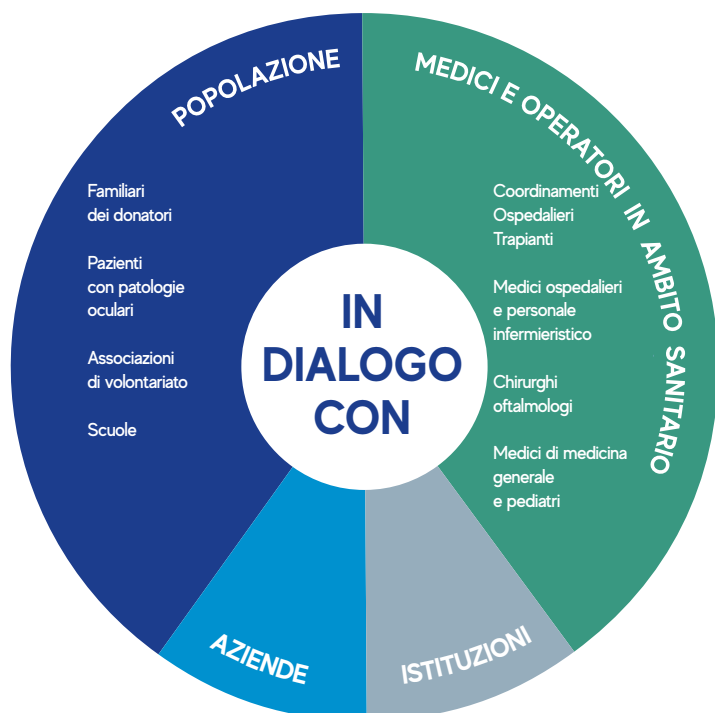 POPOLAZIONE
Familiari
dei donatori
Pazienti
con patologie
oculari
Associazioni
di volontariato
Scuole
MEDICI E OPERATORI IN AMBITO SANITARIO
Coordinamenti
Ospedalieri
Trapianti
Medici ospedalieri
e personale
infermieristico
Chirurghi
oftalmologi
Medici di medicina
generale
e pediatri
IN
DIALOGO
CON
AZIENDE
ISTITUZIONI